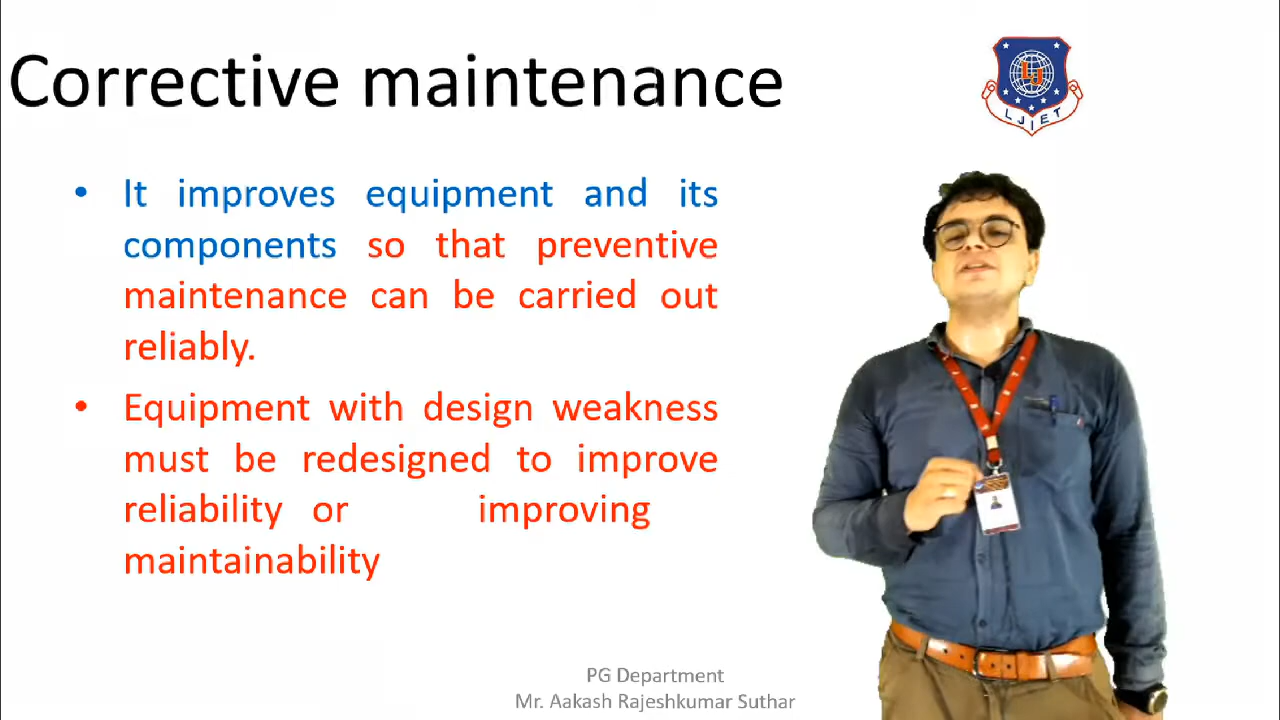 Corrective maintenance
It improves equipment and its
components so that preventive
maintenance can be carried out
reliably.
Equipment with design weakness
must be redesigned to improve
reliability or improving
maintainability
LJIET
PG Department
Mr. Aakash Rajeshkumar Suthar